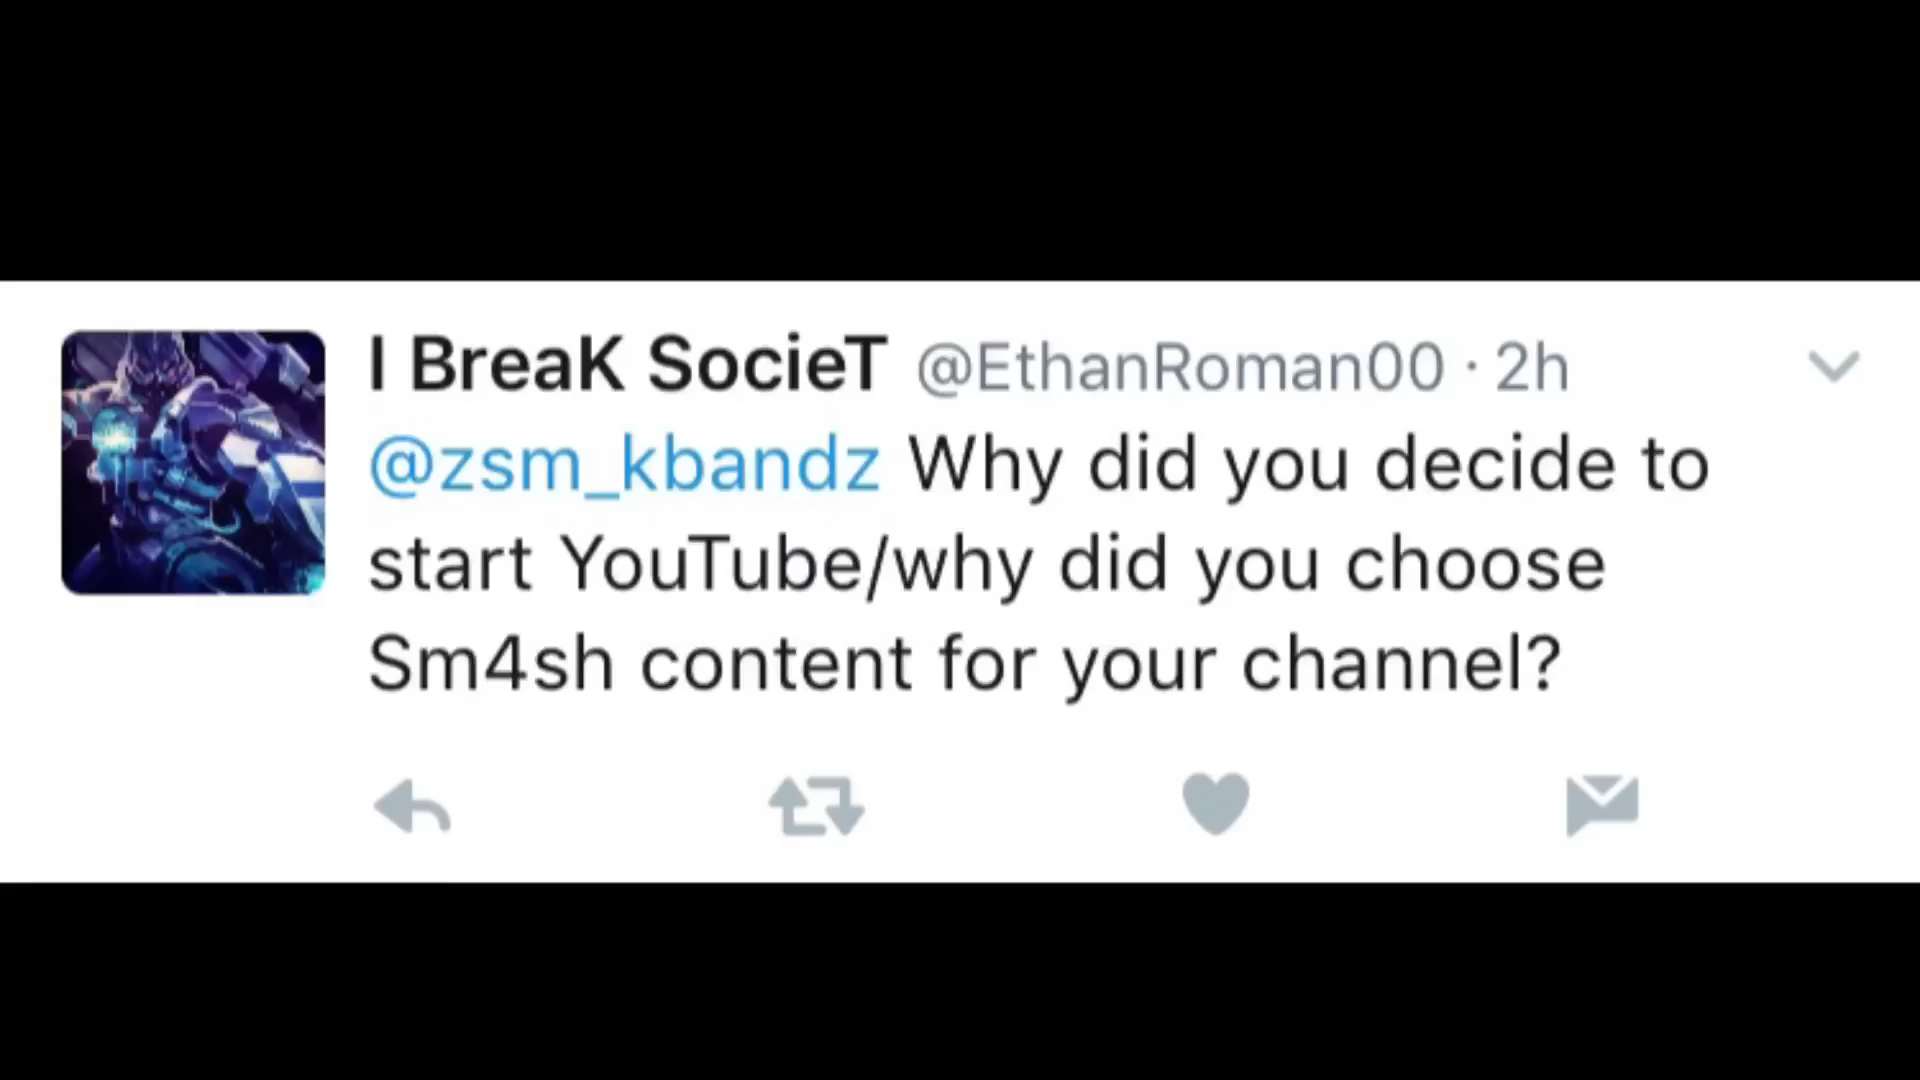 I BreaK SocieT @EthanRoman00 · 2h
@zsm_kbandz Why did you decide to
start YouTube/why did you choose
Sm4sh content for your channel?